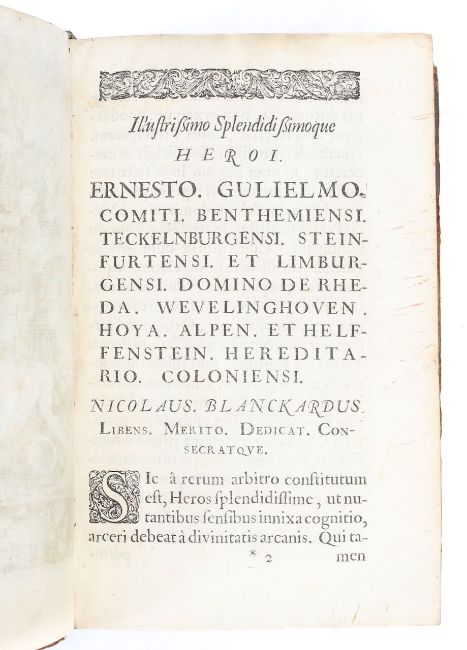 Illustrissimo Splendidissimoque
HEROI.
ERNESTO. GULIELMO.
COMITI. BENTHEMIENSI.
TECKELNBURGENSI. STEIN-
FURTENSI. ET LIMBUR-
GENSI. DOMINO DE RHE-
DA. WEVELINGHOVEN.
HOYA. ALPEN. ET HELF-
FENSTEIN. HEREDITA-
RIO. COLONIENSI.
NICOLAUS. BLANCKARDUS.
LIBENS. MERITO. DEDICAT. CON-
SECRATQVE.
SIc â rerum arbitro constitutum
est, Heros splendidissime, ut nu-
tantibus sensibus innixa cognitio,
arceri debeat à divinitatis arcanis. Qui ta-
* 2 men